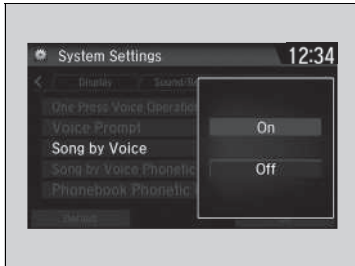 System Settings 12:34
Display Sound/Be
One Press Voice Operation
Voice Prompt
On
Song by Voice
Off
Song by Voice Phonetic
Phonebook Phonetic
Default